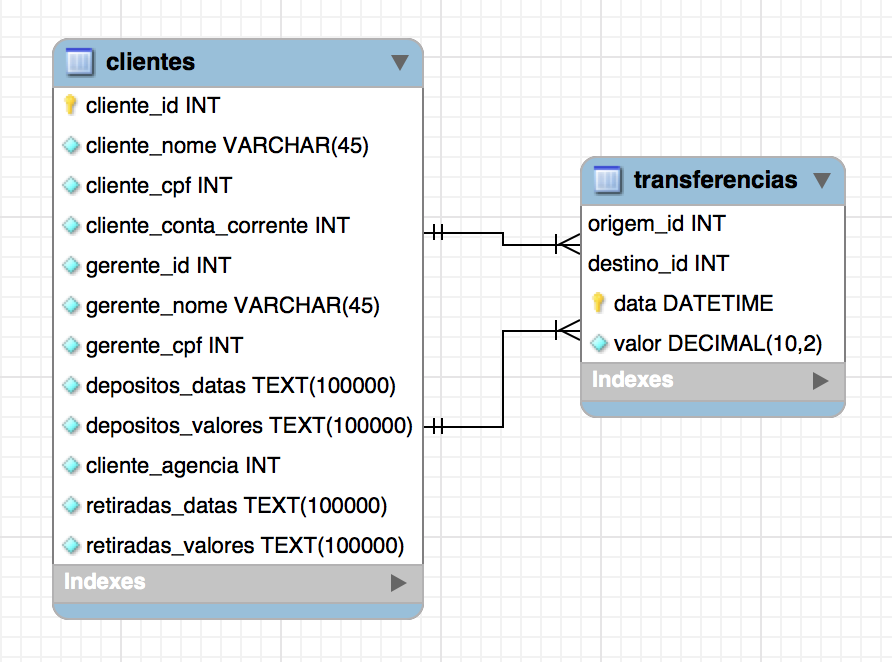 clientes
cliente_id INT
cliente_nome VARCHAR(45)
cliente_cpf INT
cliente_conta_corrente INT
gerente_id INT
gerente_nome VARCHAR(45)
gerente_cpf INT
depositos_datas TEXT(100000)
depositos_valores TEXT(100000)
cliente_agencia INT
retiradas_datas TEXT(100000)
retiradas_valores TEXT(100000)
Indexes
transferencias
origem_id INT
destino_id INT
data DATETIME
valor DECIMAL(10,2)
Indexes